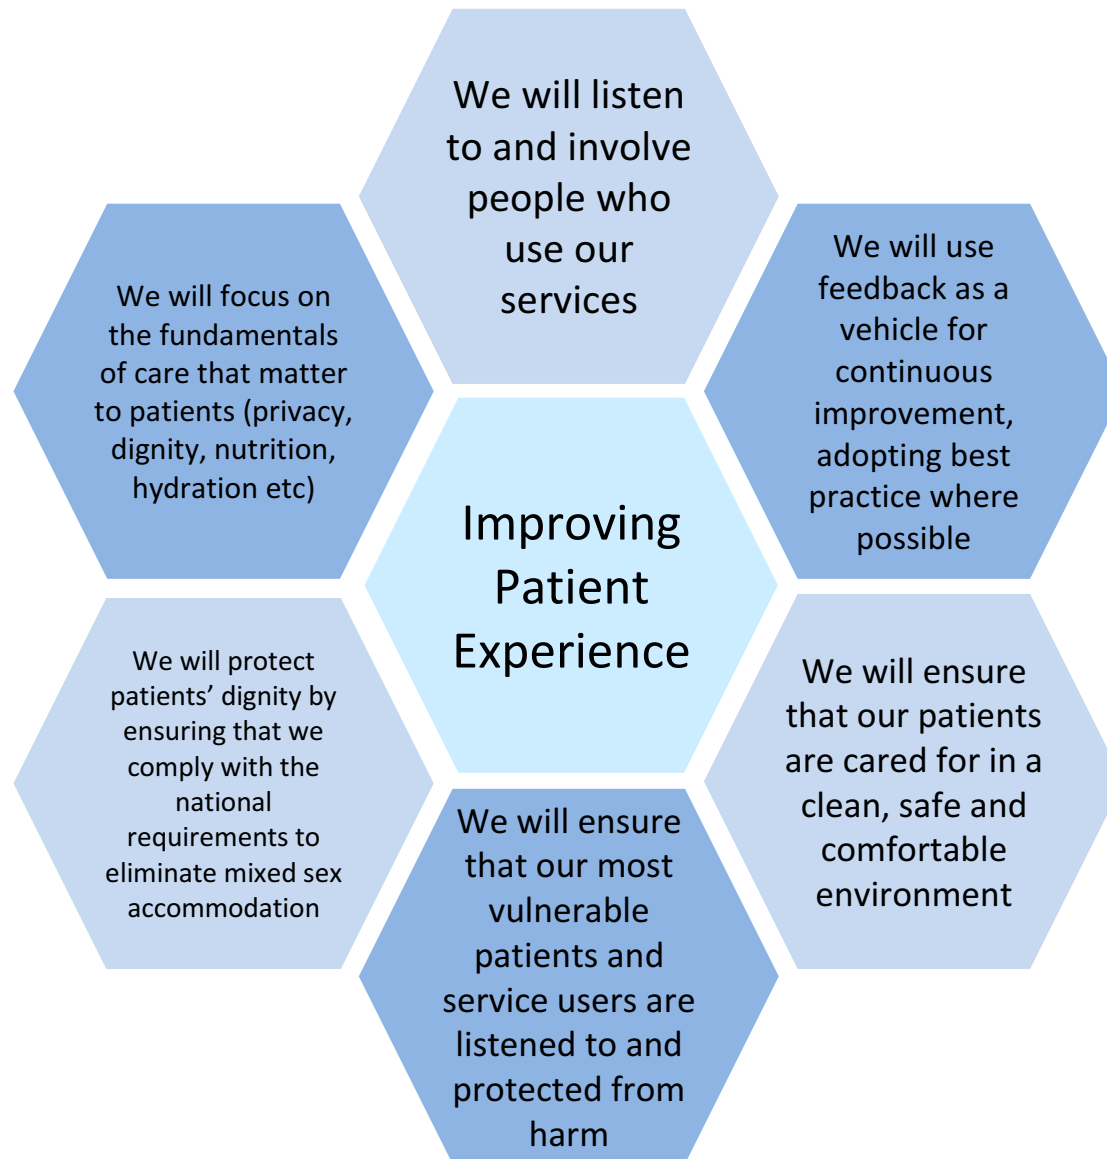 We will listen
to and involve
people who
use our
services
We will use
feedback as a
vehicle for
continuous
improvement,
adopting best
practice where
possible
We will ensure
that our patients
are cared for in a
clean, safe and
comfortable
environment
We will ensure
that our most
vulnerable
patients and
service users are
listened to and
protected from
harm
We will protect
patients’ dignity by
ensuring that we
comply with the
national
requirements to
eliminate mixed sex
accommodation
We will focus on
the fundamentals
of care that matter
to patients (privacy,
dignity, nutrition,
hydration etc)
Improving
Patient
Experience